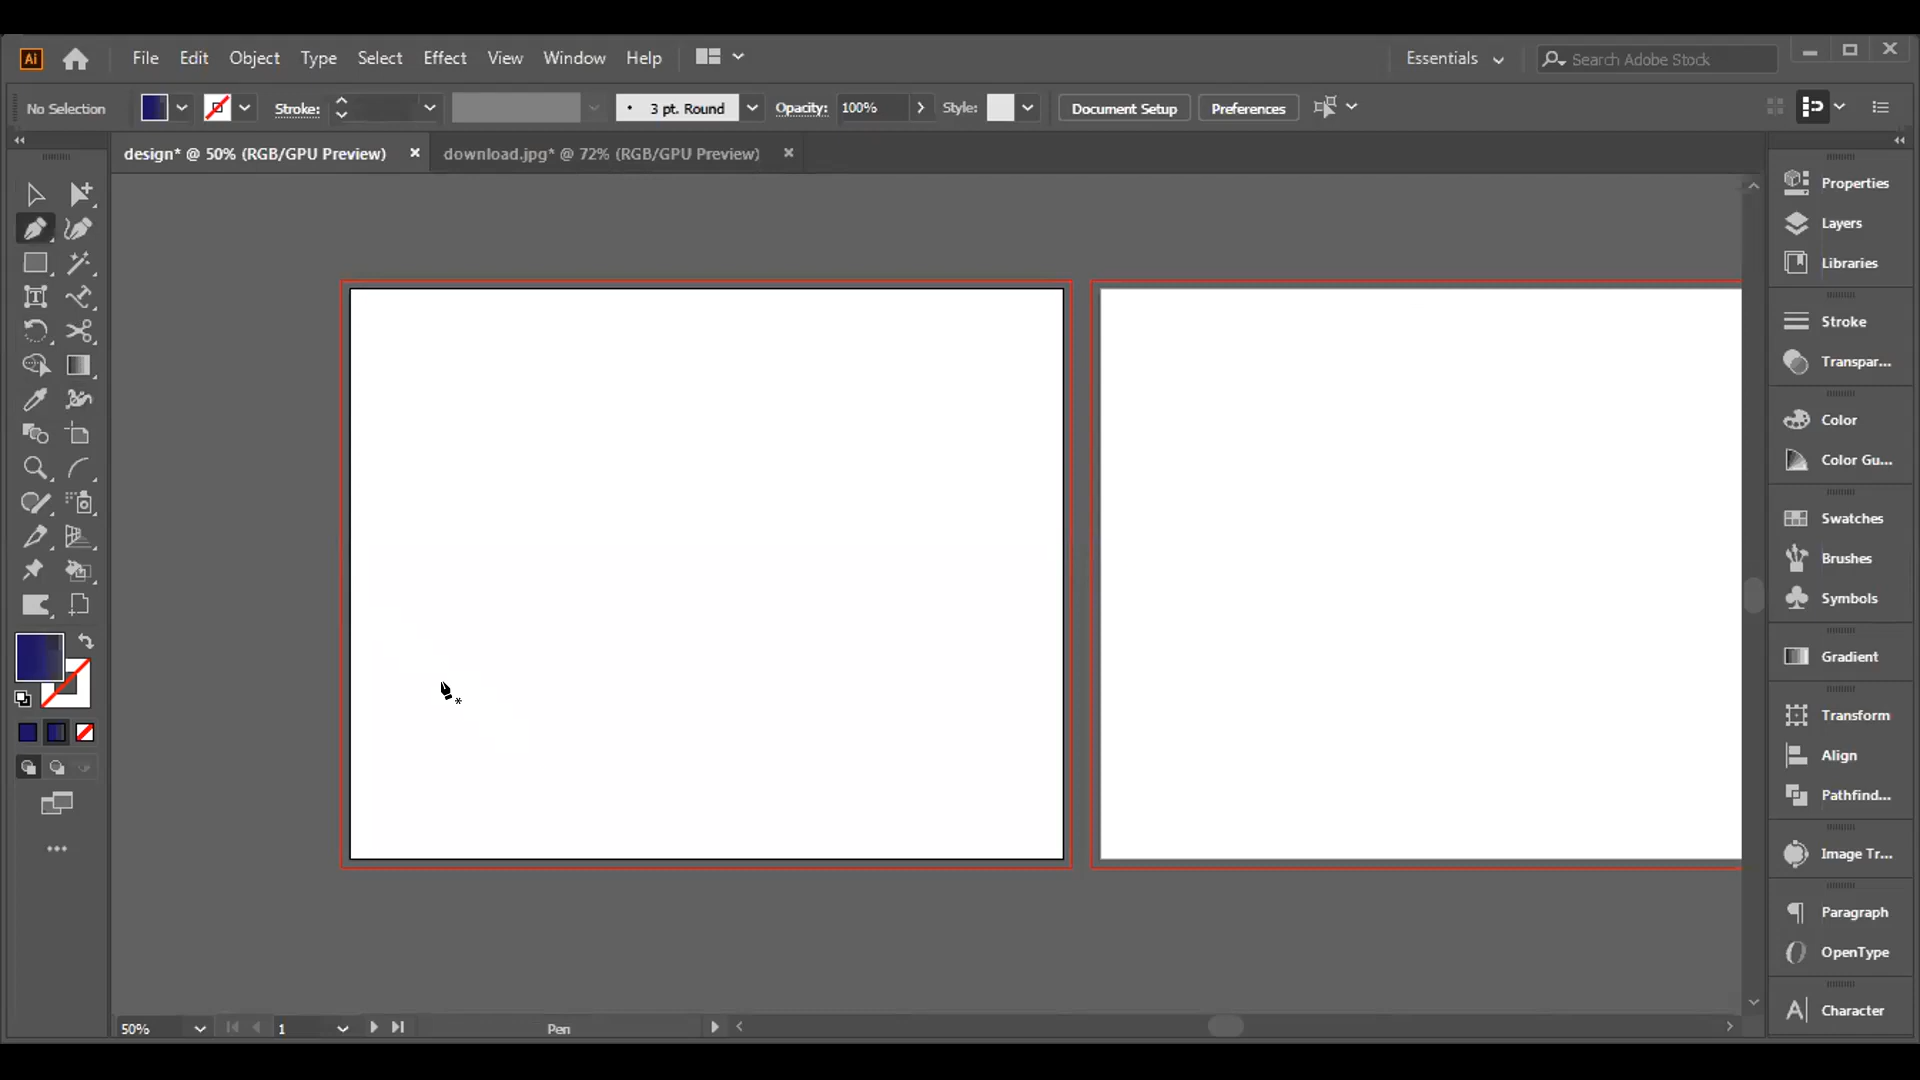 Ai File Edit Object Type Select Effect View Window Help Essentials Search Adobe Stock
No Selection Stroke: 3 pt. Round Opacity: 100% Style: Document Setup Preferences
design* @ 50% (RGB/GPU Preview) × download.jpg* @ 72% (RGB/GPU Preview) ×
Properties
Layers
Libraries
Stroke
Transpar...
Color
Color Gu...
Swatches
Brushes
Symbols
Gradient
Transform
Align
Pathfind...
Image Tr...
Paragraph
OpenType
Character
50% 1 Pen